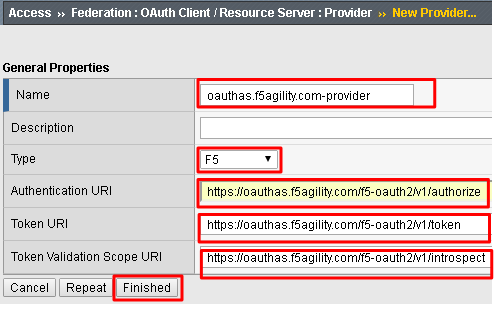 Access ›› Federation : OAuth Client / Resource Server : Provider ›› New Provider...
General Properties
Name oauthas.f5agility.com-provider
Description
Type F5
Authentication URI https://oauthas.f5agility.com/f5-oauth2/v1/authorize
Token URI https://oauthas.f5agility.com/f5-oauth2/v1/token
Token Validation Scope URI https://oauthas.f5agility.com/f5-oauth2/v1/introspect
Cancel Repeat Finished